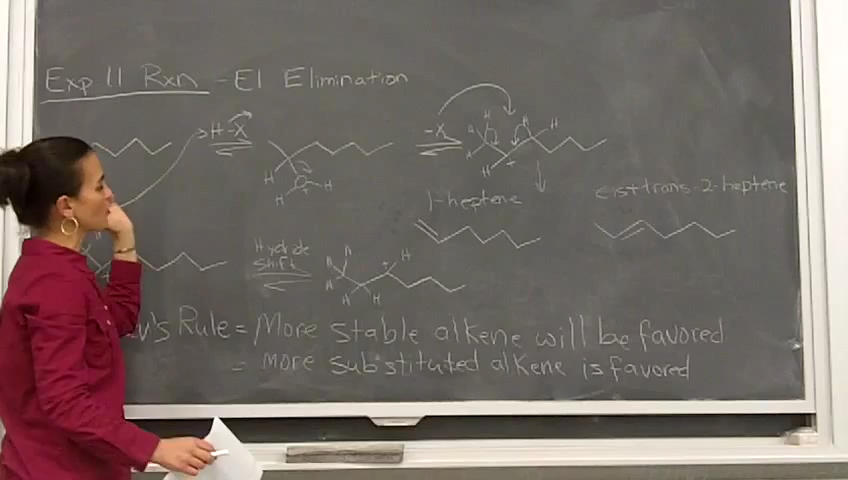 Exp 11 Rxn - E1 Elimination
H-X
-X
H
H
H
H
H
H
H
H
1-heptene
cis+trans-2-heptene
Hydride
shift
H
H
H
H
H
v's Rule = More stable alkene will be favored
= more substituted alkene is favored